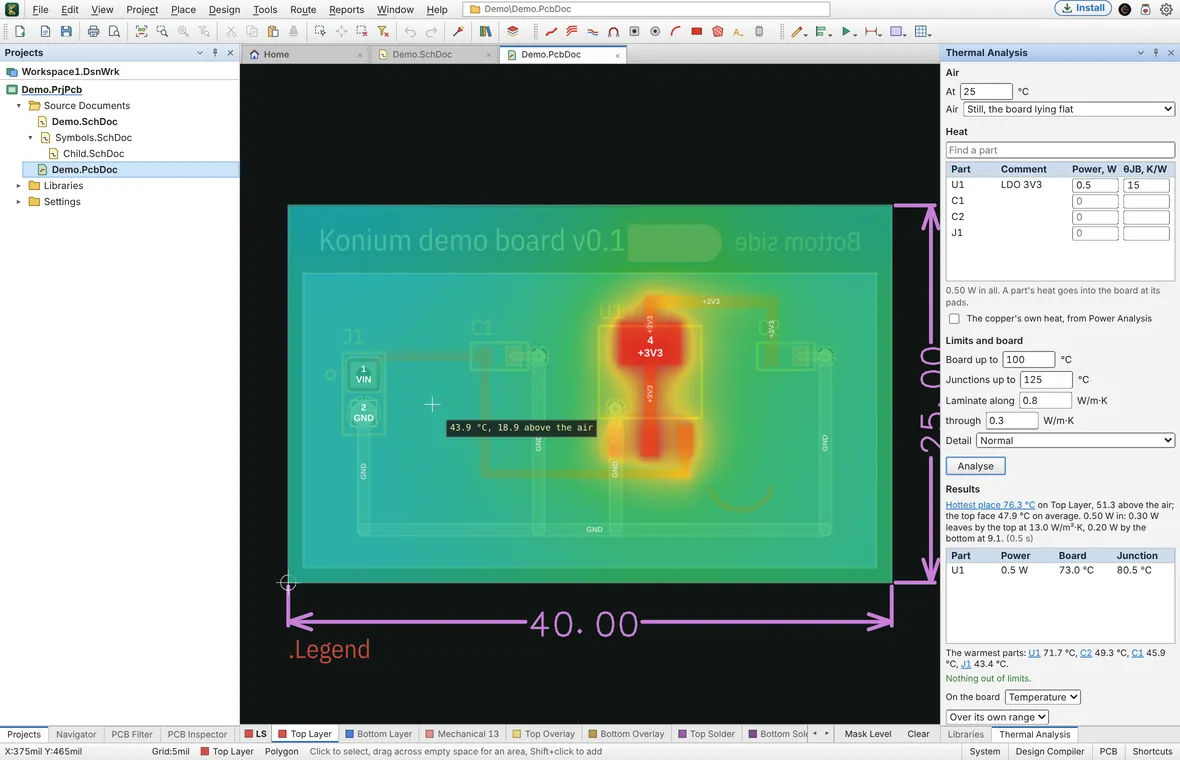 File Edit View Project Place Design Tools Route Reports Window Help Demo\Demo.PcbDoc Install
Projects
Workspace1.DsnWrk
Demo.PrjPcb
Source Documents
Demo.SchDoc
Symbols.SchDoc
Child.SchDoc
Demo.PcbDoc
Libraries
Settings
Home Demo.SchDoc Demo.PcbDoc
Konium demo board v0.1
Bottom side
J1
C1
U1
+3V3
+3V3
+3V3
4
+3V3
+3V3
1
VIN
2
GND
43.9 °C, 18.9 above the air
GND
GND
GND
GND
GND
25.00
40.00
.Legend
Thermal Analysis
Air
At 25 °C
Air Still, the board lying flat
Heat
Find a part
Part Comment Power, W θJB, K/W
U1 LDO 3V3 0.5 15
C1 0
C2 0
J1 0
0.50 W in all. A part's heat goes into the board at its
pads.
The copper's own heat, from Power Analysis
Limits and board
Board up to 100 °C
Junctions up to 125 °C
Laminate along 0.8 W/m·K
through 0.3 W/m·K
Detail Normal
Analyse
Results
Hottest place 76.3 °C on Top Layer, 51.3 above the air;
the top face 47.9 °C on average. 0.50 W in: 0.30 W
leaves by the top at 13.0 W/m²·K, 0.20 W by the
bottom at 9.1. (0.5 s)
Part Power Board Junction
U1 0.5 W 73.0 °C 80.5 °C
The warmest parts: U1 71.7 °C, C2 49.3 °C, C1 45.9
°C, J1 43.4 °C.
Nothing out of limits.
On the board Temperature
Over its own range
Projects Navigator PCB Filter PCB Inspector LS Top Layer Bottom Layer Mechanical 13 Top Overlay Bottom Overlay Top Solder Bottom Sol Mask Level Clear Libraries Thermal Analysis
X:375mil Y:465mil Grid:5mil Top Layer Polygon Click to select, drag across empty space for an area, Shift+click to add System Design Compiler PCB Shortcuts